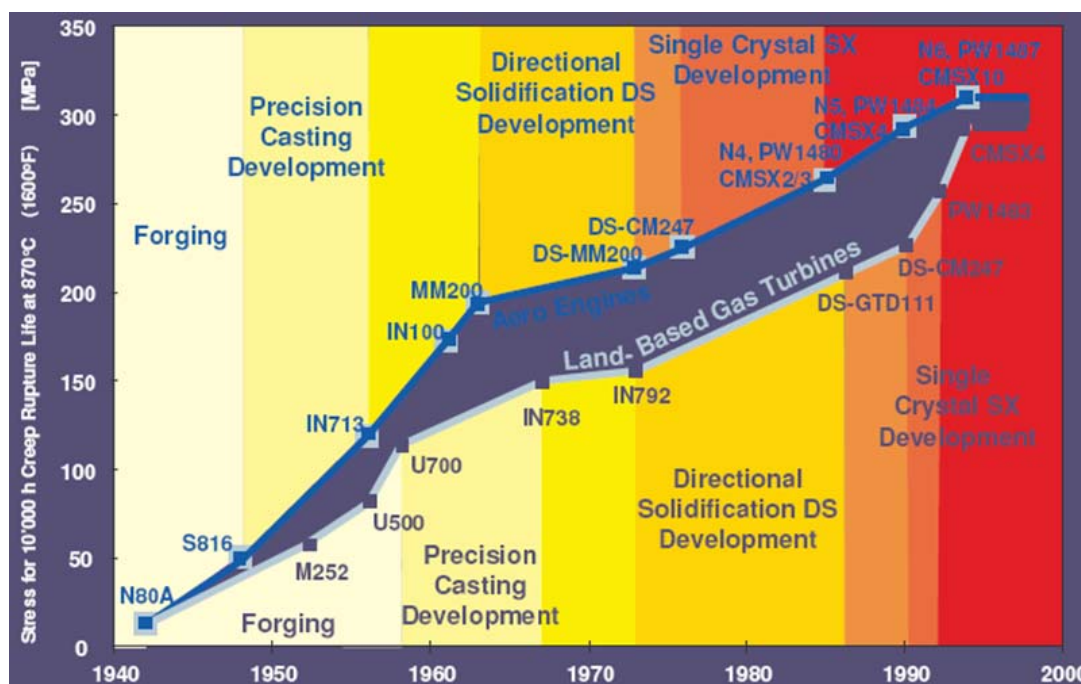 Stress for 10'000 h Creep Rupture Life at 870°C (1600°F) [MPa]
350
300
250
200
150
100
50
0
1940
1950
1960
1970
1980
1990
2000
Forging
Precision
Casting
Development
Directional
Solidification DS
Development
Single Crystal SX
Development
N6, PW1487
CMSX10
N5, PW1484
CMSX4
N4, PW1480
CMSX2/3
DS-CM247
DS-MM200
MM200
IN100
IN713
S816
N80A
Aero Engines
Land-Based Gas Turbines
CMSX4
PW1483
DS-CM247
DS-GTD111
IN792
IN738
U700
U500
M252
Forging
Precision
Casting
Development
Directional
Solidification DS
Development
Single
Crystal SX
Development